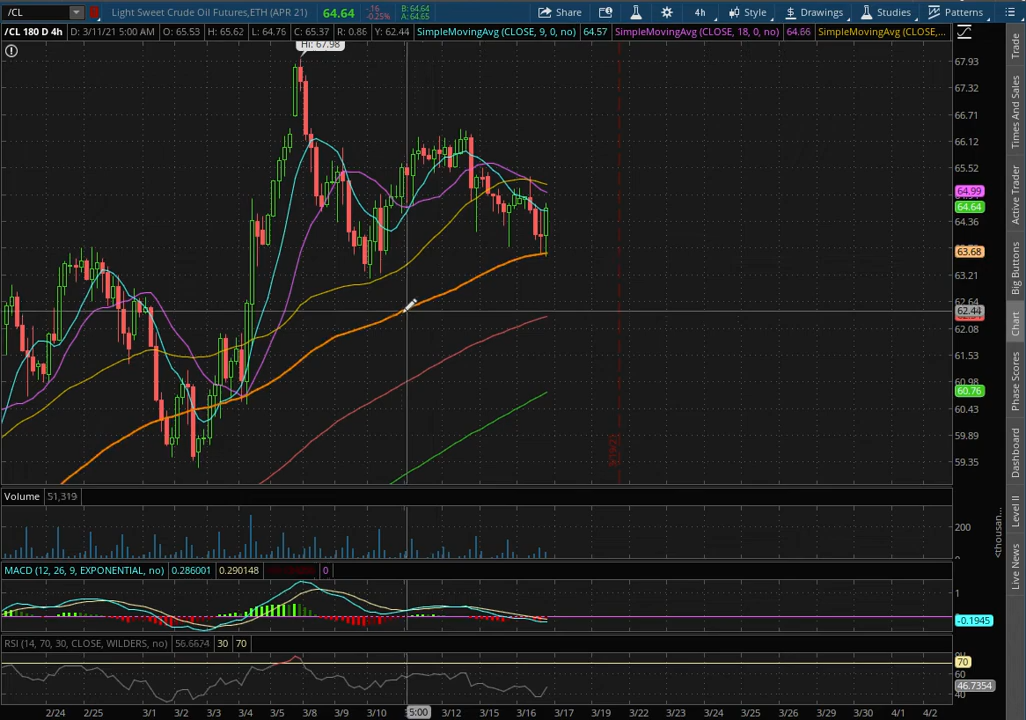 /CL Light Sweet Crude Oil Futures,ETH (APR 21) 64.64 -.16 -0.25% B: 64.64 A: 64.65 Share 4h Style Drawings Studies Patterns
/CL 180 D 4h D: 3/11/21 5:00 AM O: 65.53 H: 65.62 L: 64.76 C: 65.37 R: 0.86 Y: 62.44 SimpleMovingAvg (CLOSE, 9, 0, no) 64.57 SimpleMovingAvg (CLOSE, 18, 0, no) 64.66 SimpleMovingAvg (CLOSE,...
Hi: 67.98
67.93
67.32
66.71
66.12
65.52
64.99
64.64
64.36
63.68
63.21
62.64
62.44
62.08
61.53
60.98
60.76
60.43
59.89
59.35
Trade
Times And Sales
Active Trader
Big Buttons
Chart
Phase Scores
Dashboard
Level II
Live News
Volume 51,319
200
0
<thousan...
MACD (12, 26, 9, EXPONENTIAL, no) 0.286001 0.290148 0
1
-0.1945
RSI (14, 70, 30, CLOSE, WILDERS, no) 56.6674 30 70
70
60
46.7354
40
2/24 2/25 3/1 3/2 3/3 3/4 3/5 3/8 3/9 3/10 5:00 3/12 3/15 3/16 3/17 3/19 3/22 3/23 3/24 3/26 3/29 3/30 4/2